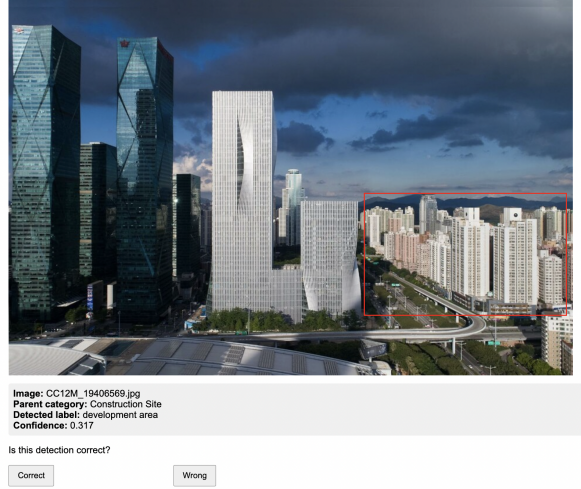 Image: CC12M_19406569.jpg
Parent category: Construction Site
Detected label: development area
Confidence: 0.317
Is this detection correct?
Correct
Wrong